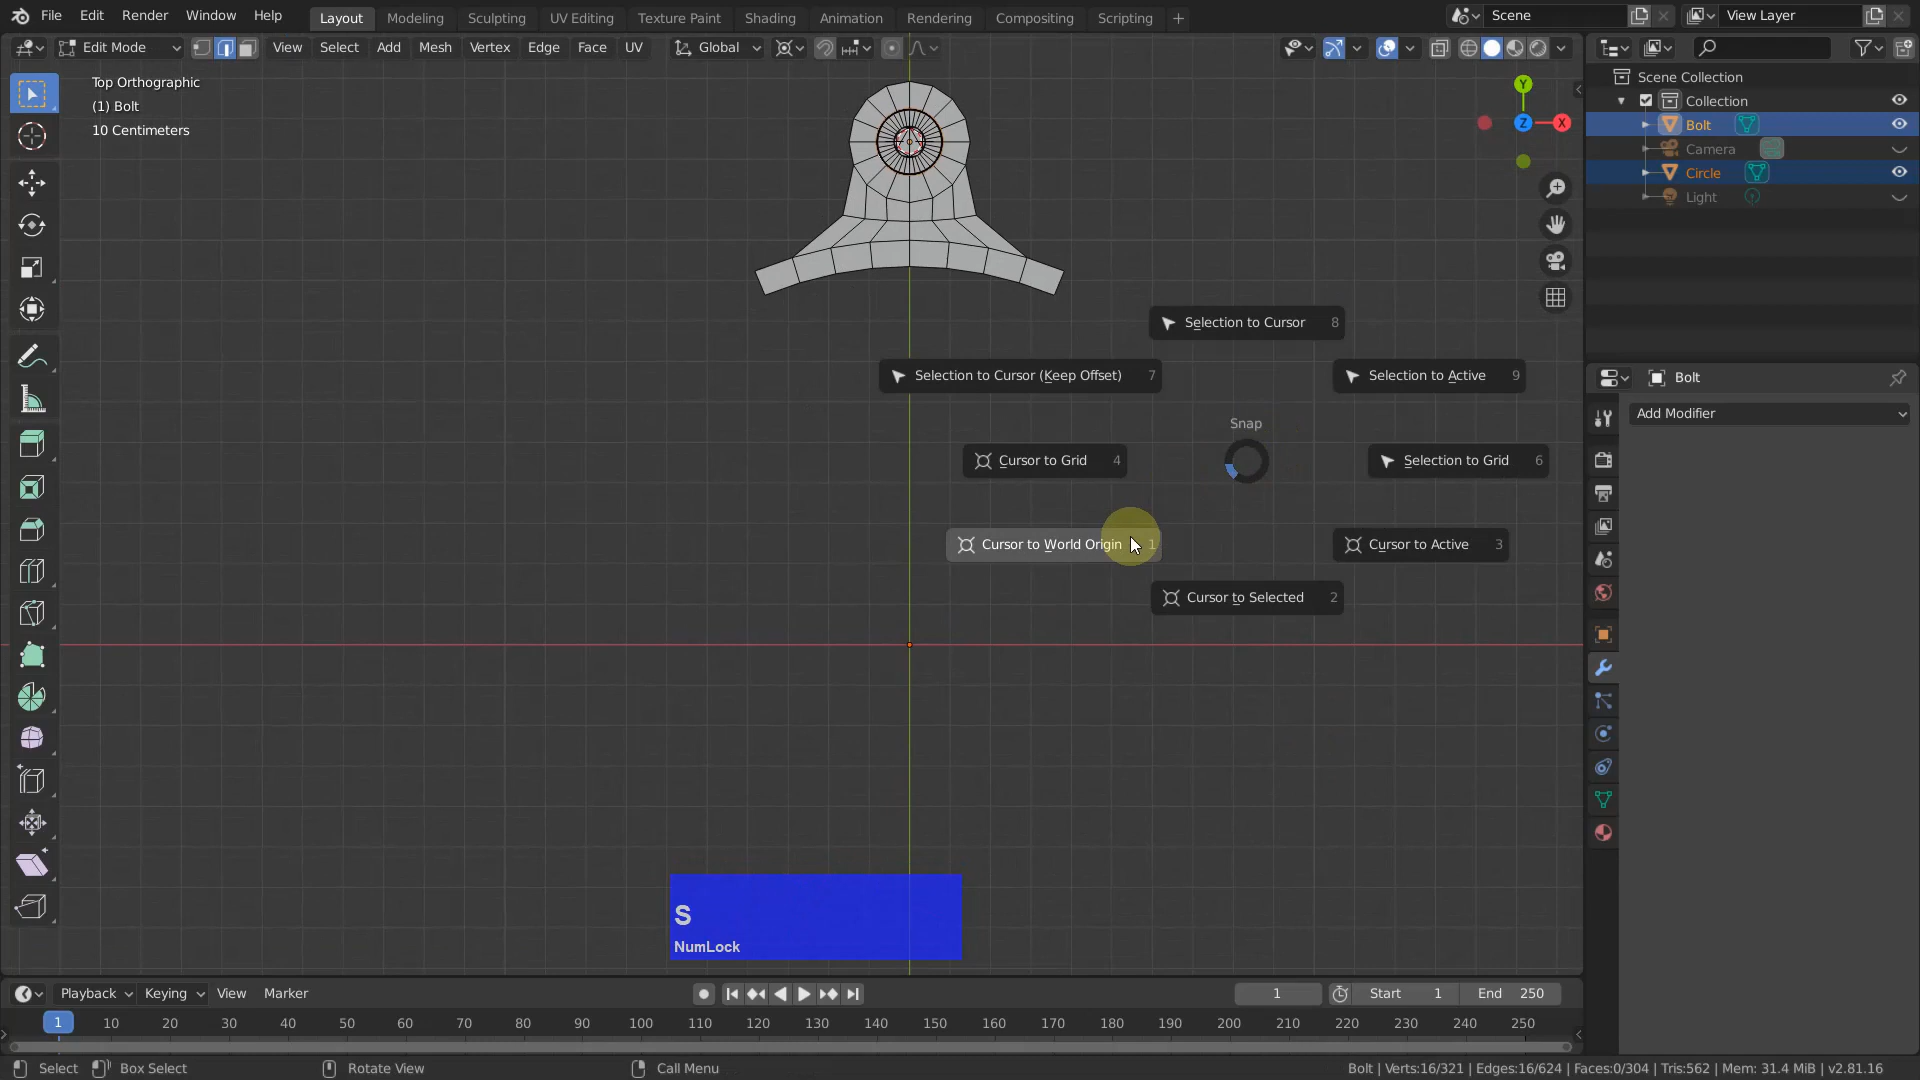 File Edit Render Window Help Layout Modeling Sculpting UV Editing Texture Paint Shading Animation Rendering Compositing Scripting + Scene View Layer
Edit Mode View Select Add Mesh Vertex Edge Face UV Global
Top Orthographic
(1) Bolt
10 Centimeters
Y
Z
X
Scene Collection
Collection
Bolt
Camera
Circle
Light
Bolt
Add Modifier
Selection to Cursor 8
Selection to Cursor (Keep Offset) 7
Selection to Active 9
Snap
Cursor to Grid 4
Selection to Grid 6
Cursor to World Origin 1
Cursor to Active 3
Cursor to Selected 2
S
NumLock
Playback Keying View Marker 1 Start 1 End 250
1 10 20 30 40 50 60 70 80 90 100 110 120 130 140 150 160 170 180 190 200 210 220 230 240 250
Select Box Select Rotate View Call Menu Bolt | Verts:16/321 | Edges:16/624 | Faces:0/304 | Tris:562 | Mem: 31.4 MiB | v2.81.16